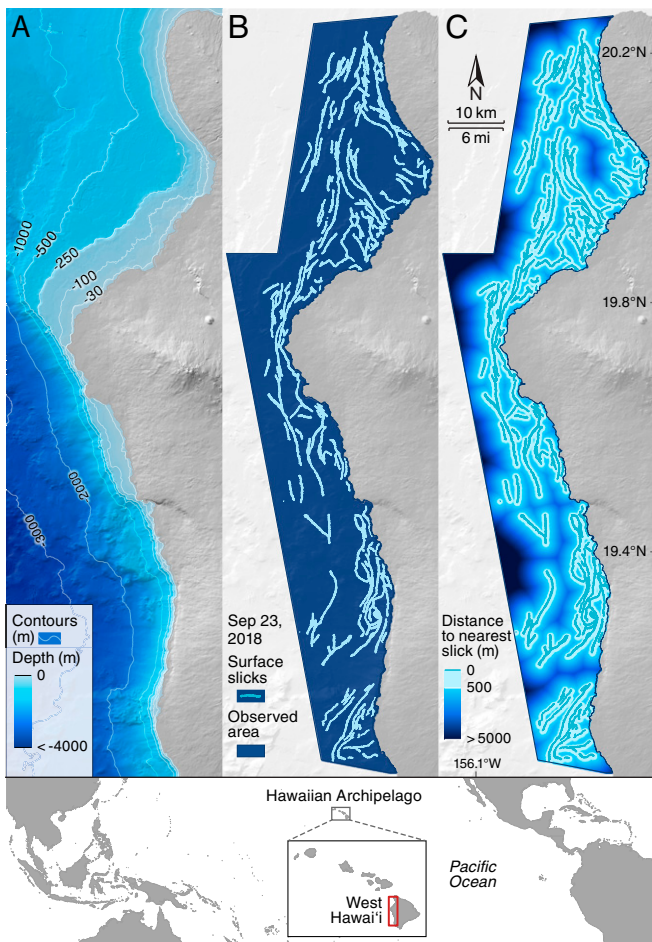 A
-1000
-500
-250
-100
-30
-2000
-3000
Contours
(m)
Depth (m)
0
< -4000
B
Sep 23,
2018
Surface
slicks
Observed
area
C
20.2°N
N
10 km
6 mi
19.8°N
19.4°N
Distance
to nearest
slick (m)
0
500
> 5000
156.1°W
Hawaiian Archipelago
West
Hawaiʻi
Pacific
Ocean